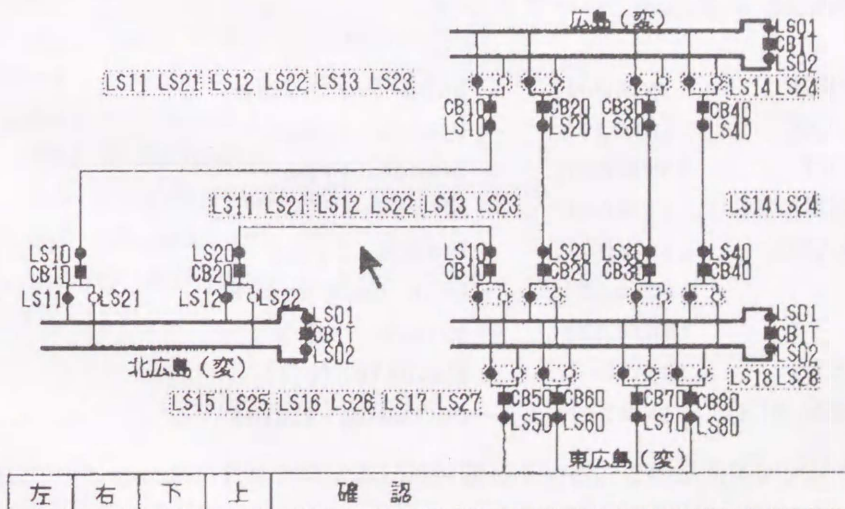 広島(変)
LS01
CB1T
LS02
LS11 LS21 LS12 LS22 LS13 LS23
LS14 LS24
CB10 CB20 CB30 CB40
LS10 LS20 LS30 LS40
LS11 LS21 LS12 LS22 LS13 LS23
LS14 LS24
LS10 LS20 LS10 LS20 LS30 LS40
CB10 CB20 CB10 CB20 CB30 CB40
LS11 LS21 LS12 LS22
LS01 LS01
CB1T CB1T
LS02 LS02
北広島(変)
LS18 LS28
LS15 LS25 LS16 LS26 LS17 LS27
CB50 CB60 CB70 CB80
LS50 LS60 LS70 LS80
東広島(変)
左 右 下 上 確認